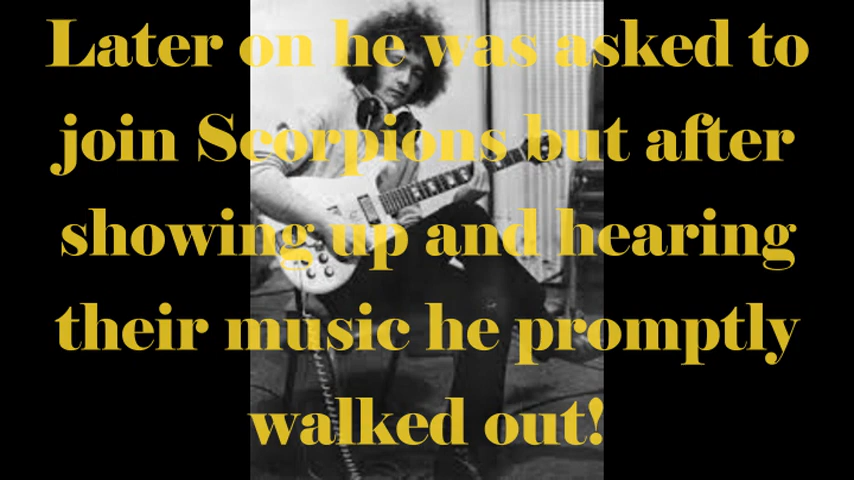 Later on he was asked to
join Scorpions but after
showing up and hearing
their music he promptly
walked out!